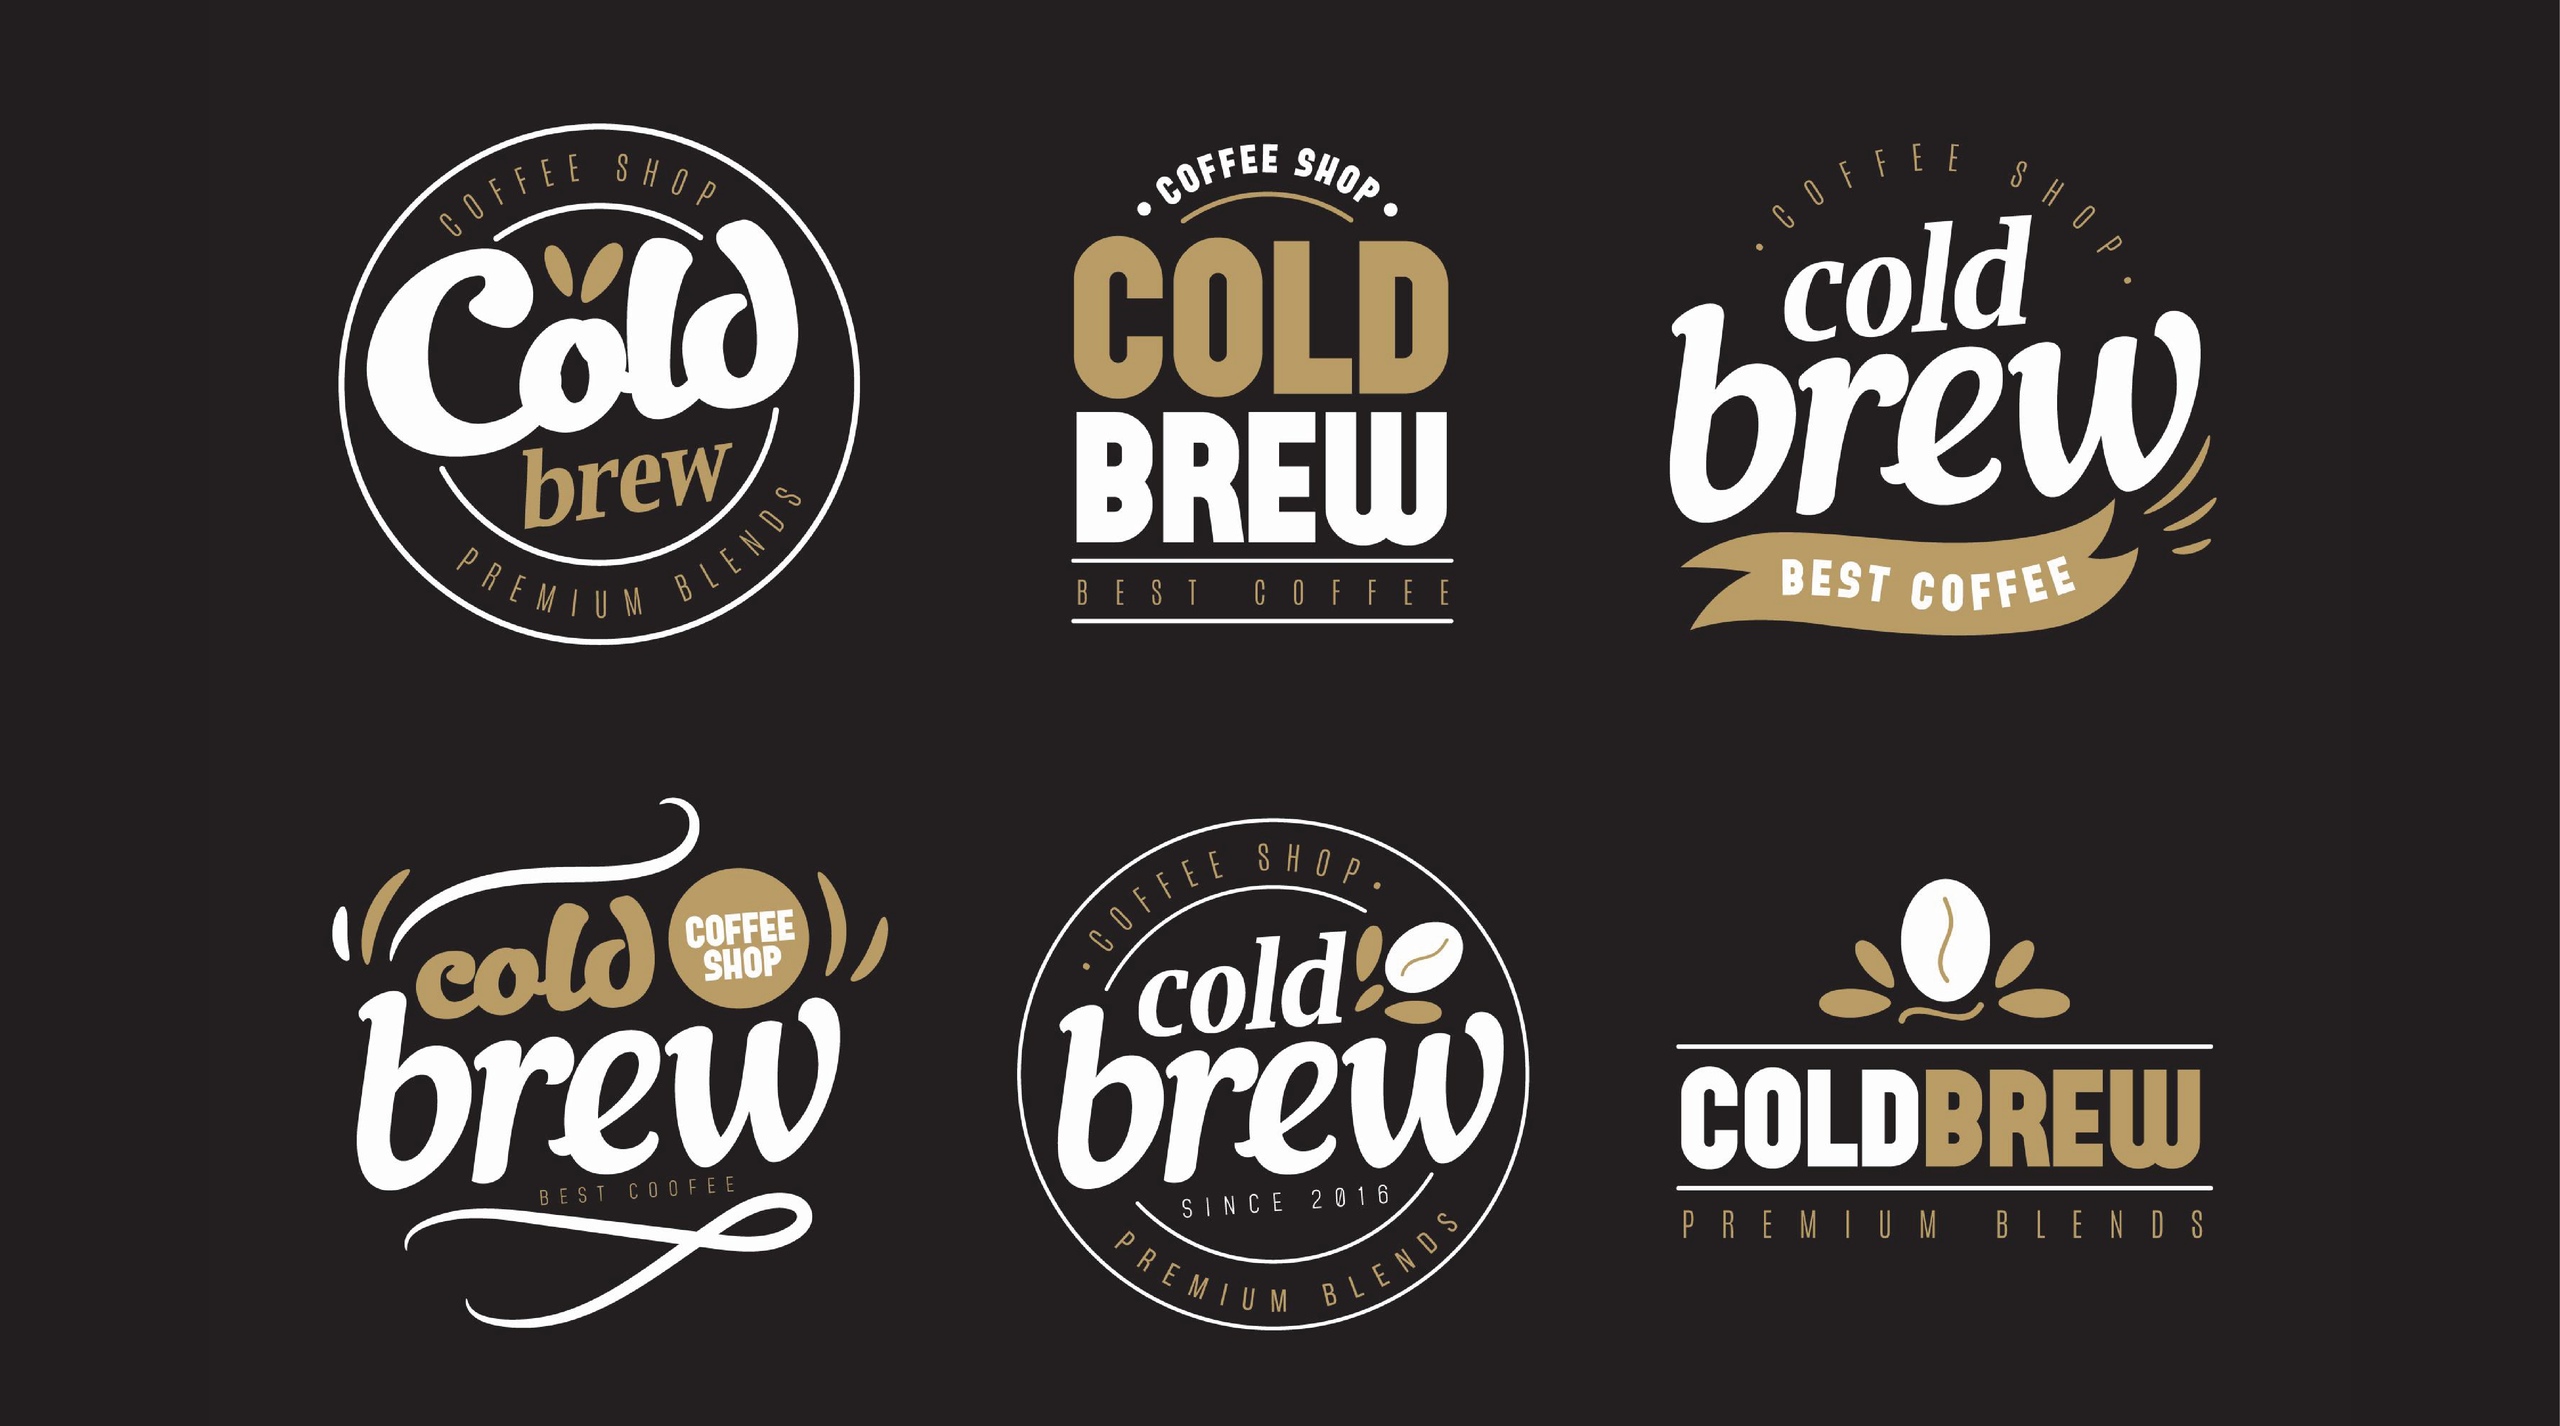 COFFEE SHOP
Cold
brew
PREMIUM BLENDS
• COFFEE SHOP •
COLD
BREW
BEST COFFEE
• COFFEE SHOP •
cold
brew
BEST COFFEE
cold
COFFEE
SHOP
brew
BEST COOFEE
• COFFEE SHOP •
cold
brew
SINCE 2016
PREMIUM BLENDS
COLDBREW
PREMIUM BLENDS